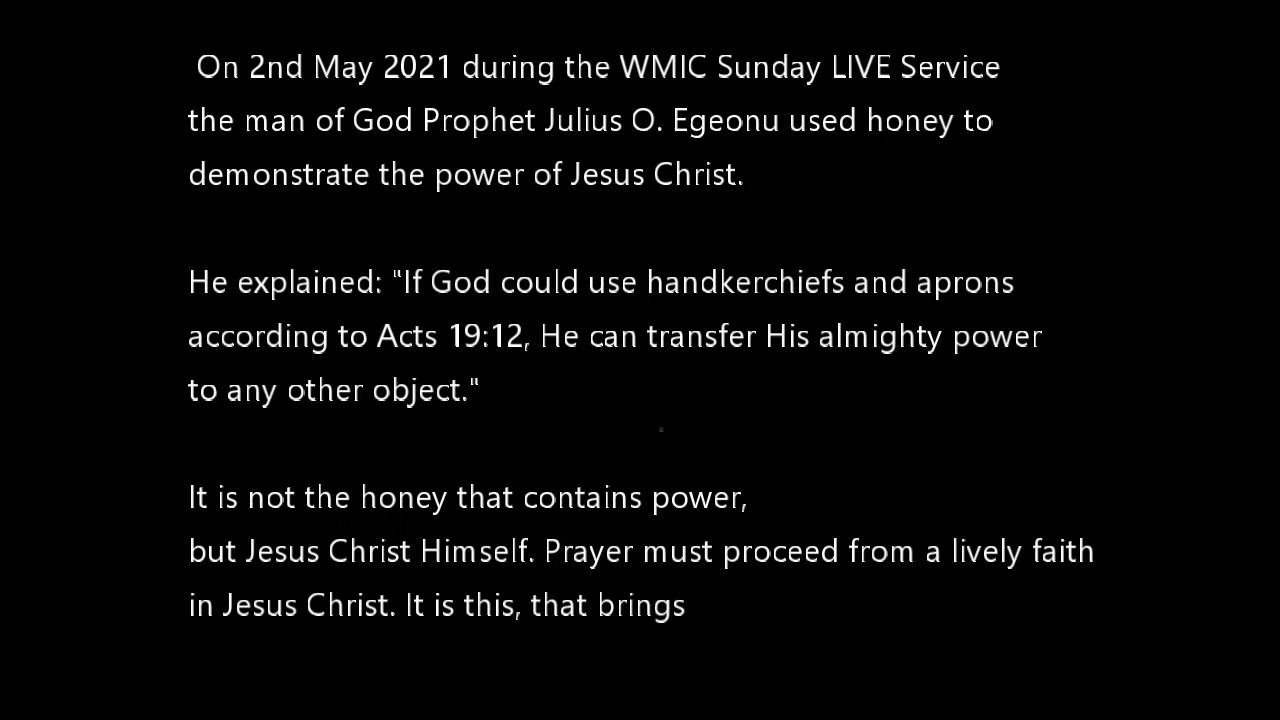 On 2nd May 2021 during the WMIC Sunday LIVE Service
the man of God Prophet Julius O. Egeonu used honey to
demonstrate the power of Jesus Christ.
He explained: "If God could use handkerchiefs and aprons
according to Acts 19:12, He can transfer His almighty power
to any other object."
It is not the honey that contains power,
but Jesus Christ Himself. Prayer must proceed from a lively faith
in Jesus Christ. It is this, that brings